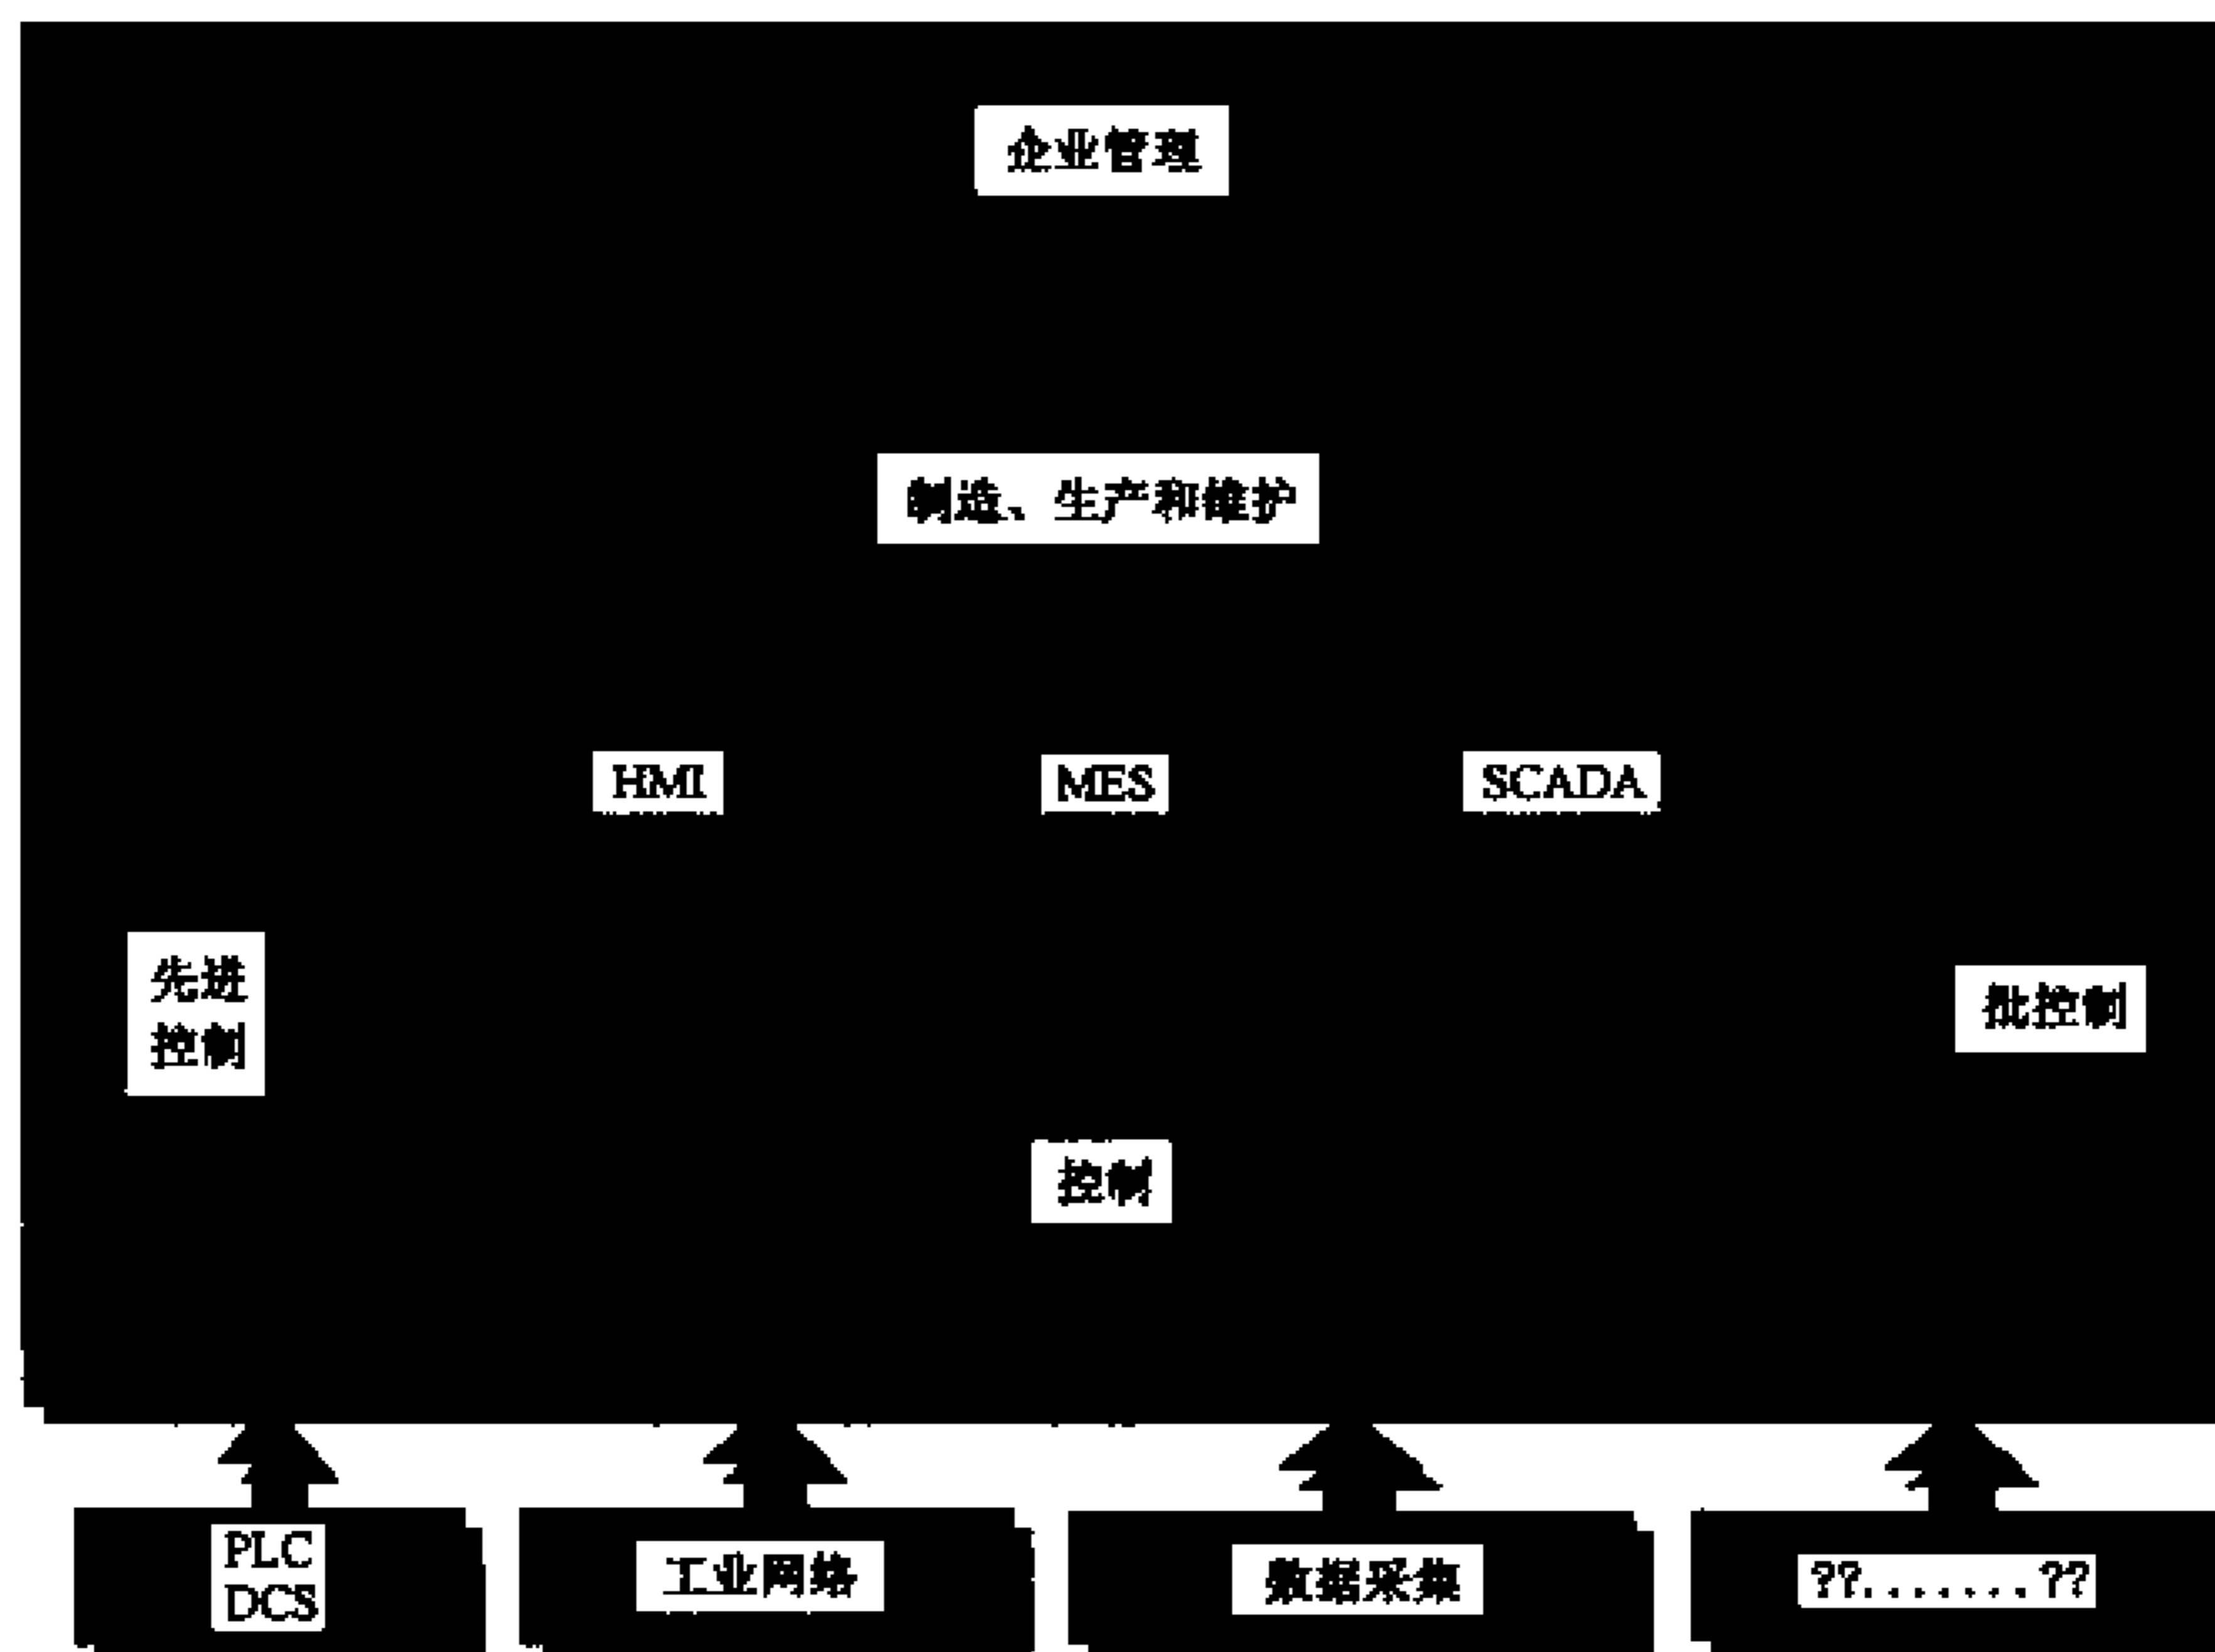 企业管理
制造、生产和维护
HMI
MES
SCADA
先进
控制
批控制
控制
PLC
DCS
工业网络
数据采集
??.......??